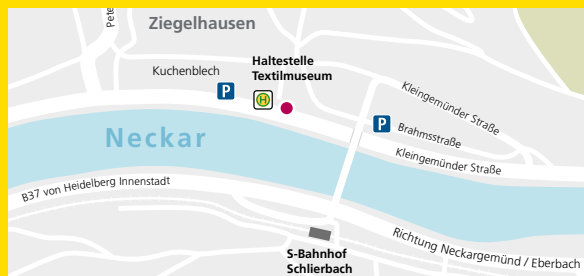 Pete
Ziegelhausen
Haltestelle
Textilmuseum
Kuchenblech
P
H
Kleingemünder Straße
P
Brahmsstraße
Neckar
Kleingemünder Straße
B37 von Heidelberg Innenstadt
Richtung Neckargemünd / Eberbach
S-Bahnhof
Schlierbach